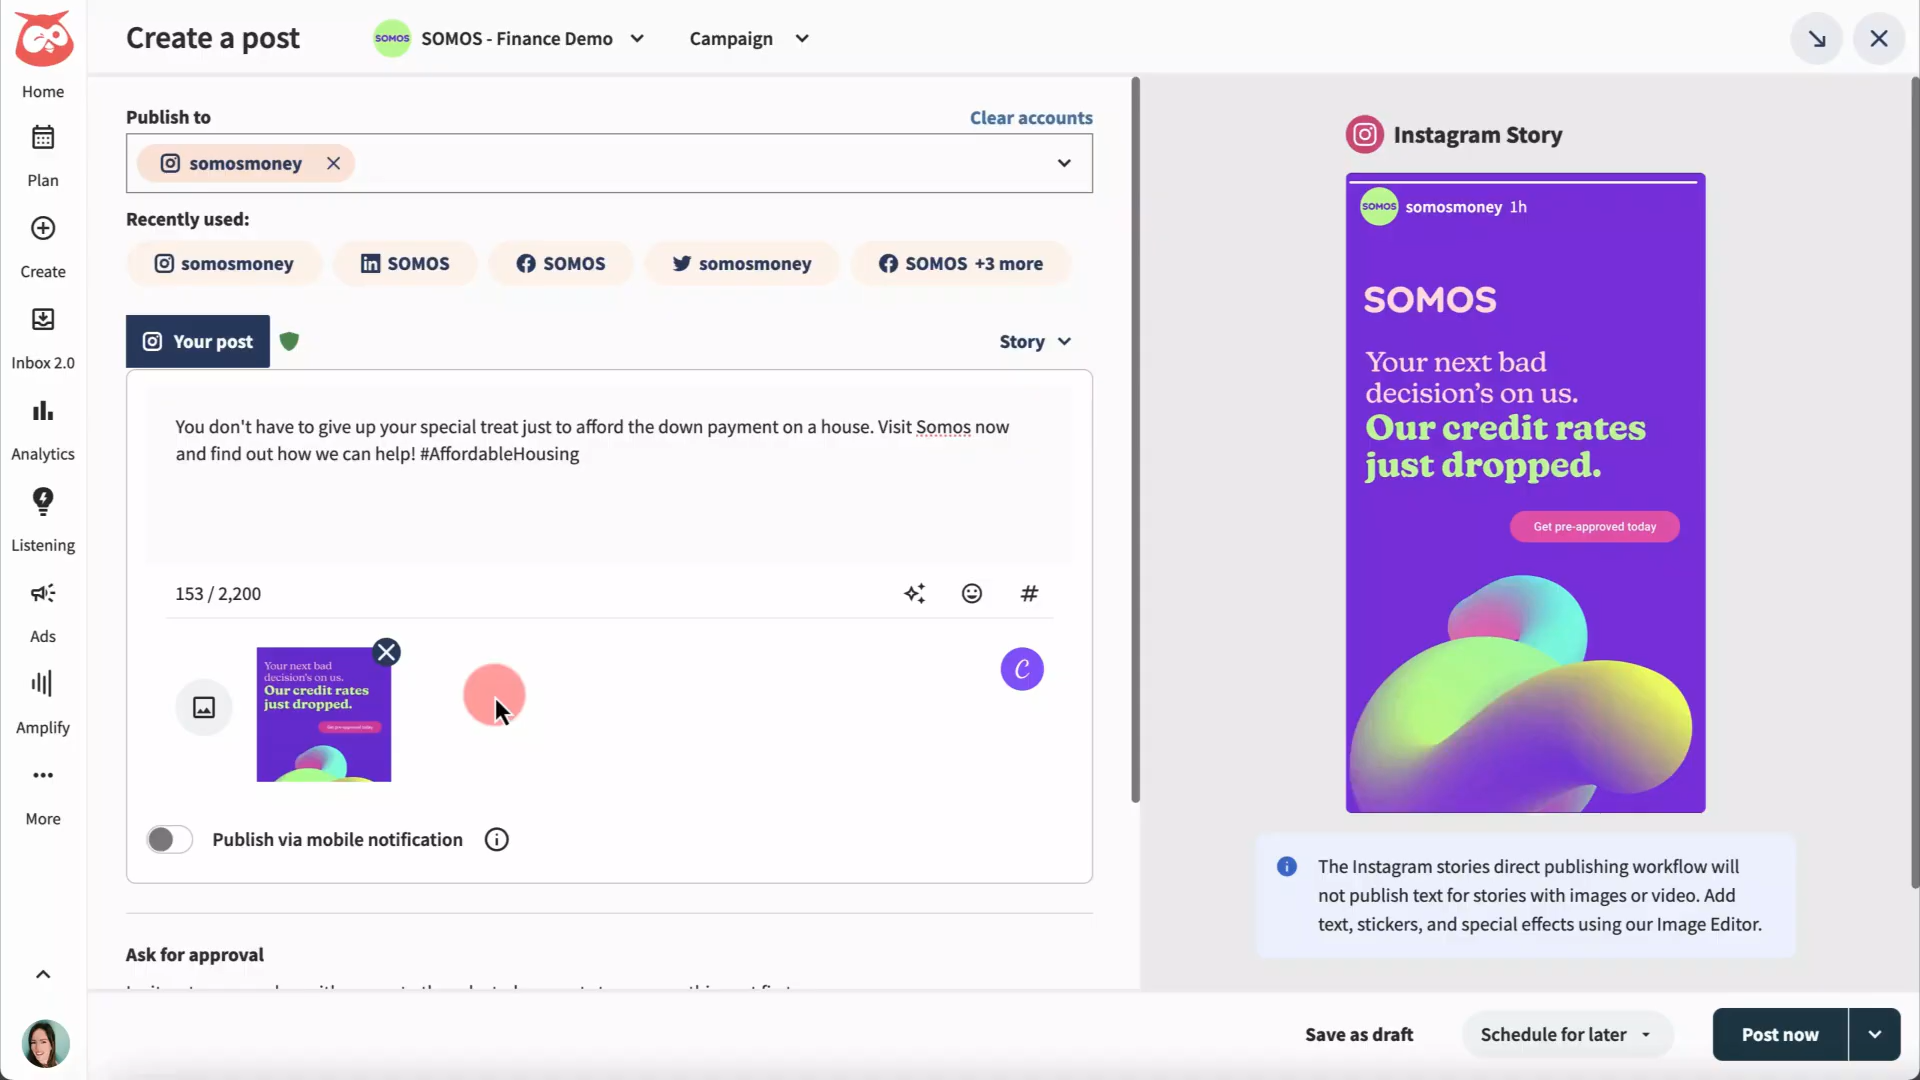 Create a post
SOMOS
SOMOS - Finance Demo
Campaign
Home
Plan
Create
Inbox 2.0
Analytics
Listening
Ads
Amplify
More
Publish to
Clear accounts
somosmoney
Recently used:
somosmoney
SOMOS
SOMOS
somosmoney
SOMOS +3 more
Your post
Story
You don't have to give up your special treat just to afford the down payment on a house. Visit Somos now
and find out how we can help! #AffordableHousing
153 / 2,200
Your next bad
decision's on us.
Our credit rates
just dropped.
Get pre-approved today
C
Publish via mobile notification
Ask for approval
Instagram Story
SOMOS
somosmoney 1h
SOMOS
Your next bad
decision's on us.
Our credit rates
just dropped.
Get pre-approved today
The Instagram stories direct publishing workflow will
not publish text for stories with images or video. Add
text, stickers, and special effects using our Image Editor.
Save as draft
Schedule for later
Post now